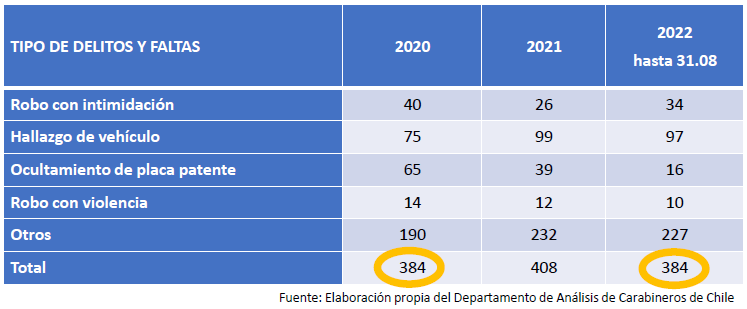 TIPO DE DELITOS Y FALTAS 2020 2021 2022
hasta 31.08
Robo con intimidación 40 26 34
Hallazgo de vehículo 75 99 97
Ocultamiento de placa patente 65 39 16
Robo con violencia 14 12 10
Otros 190 232 227
Total 384 408 384
Fuente: Elaboración propia del Departamento de Análisis de Carabineros de Chile